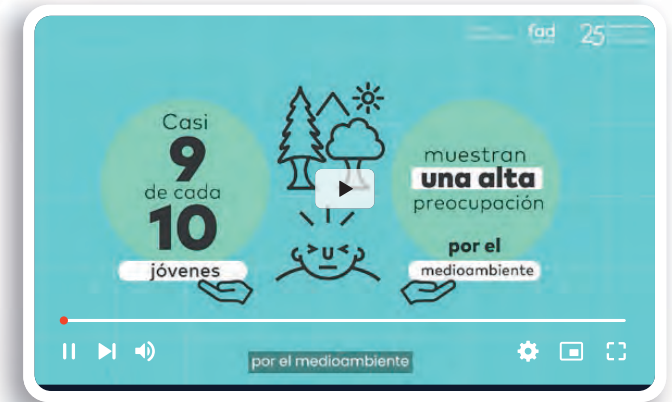 fad 25
Casi
9
de cada
10
jóvenes
muestran
una alta
preocupación
por el
medioambiente
por el medioambiente